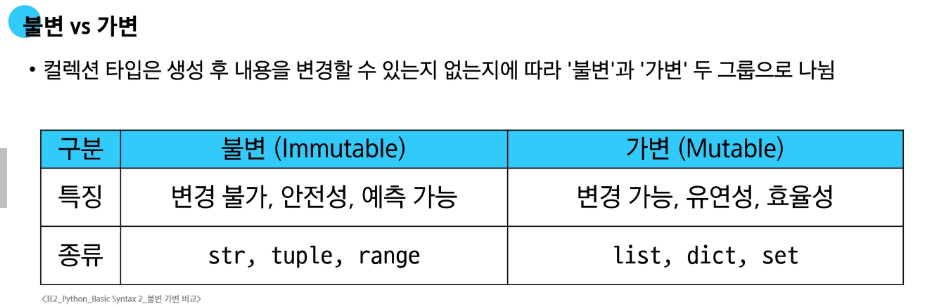 불변 vs 가변
• 컬렉션 타입은 생성 후 내용을 변경할 수 있는지 없는지에 따라 '불변'과 '가변' 두 그룹으로 나뉨
구분 불변 (Immutable) 가변 (Mutable)
특징 변경 불가, 안전성, 예측 가능 변경 가능, 유연성, 효율성
종류 str, tuple, range list, dict, set
<표2_Python_Basic Syntax 2_불변 가변 비교>